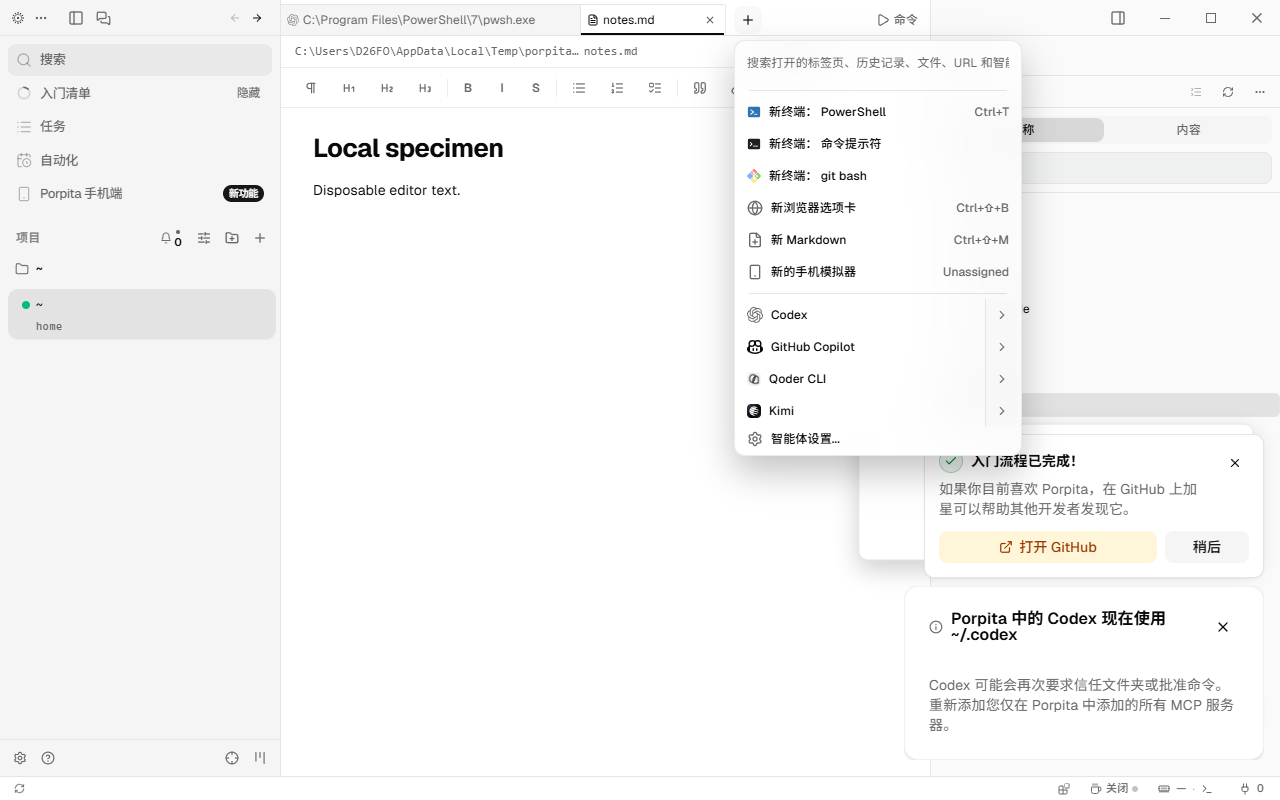 C:\Program Files\PowerShell\7\pwsh.exe
notes.md
命令
搜索
入门清单
隐藏
任务
自动化
Porpita 手机端
新功能
项目
0
~
~
home
C:\Users\D26FO\AppData\Local\Temp\porpita… notes.md
H1
H2
H3
B
I
S
Local specimen
Disposable editor text.
搜索打开的标签页、历史记录、文件、URL 和智
新终端: PowerShell
Ctrl+T
新终端: 命令提示符
新终端: git bash
新浏览器选项卡
Ctrl+⇧+B
新 Markdown
Ctrl+⇧+M
新的手机模拟器
Unassigned
Codex
GitHub Copilot
Qoder CLI
Kimi
智能体设置...
称
内容
e
入门流程已完成!
如果你目前喜欢 Porpita，在 GitHub 上加
星可以帮助其他开发者发现它。
打开 GitHub
稍后
Porpita 中的 Codex 现在使用
~/.codex
Codex 可能会再次要求信任文件夹或批准命令。
重新添加您仅在 Porpita 中添加的所有 MCP 服务
器。
关闭
0